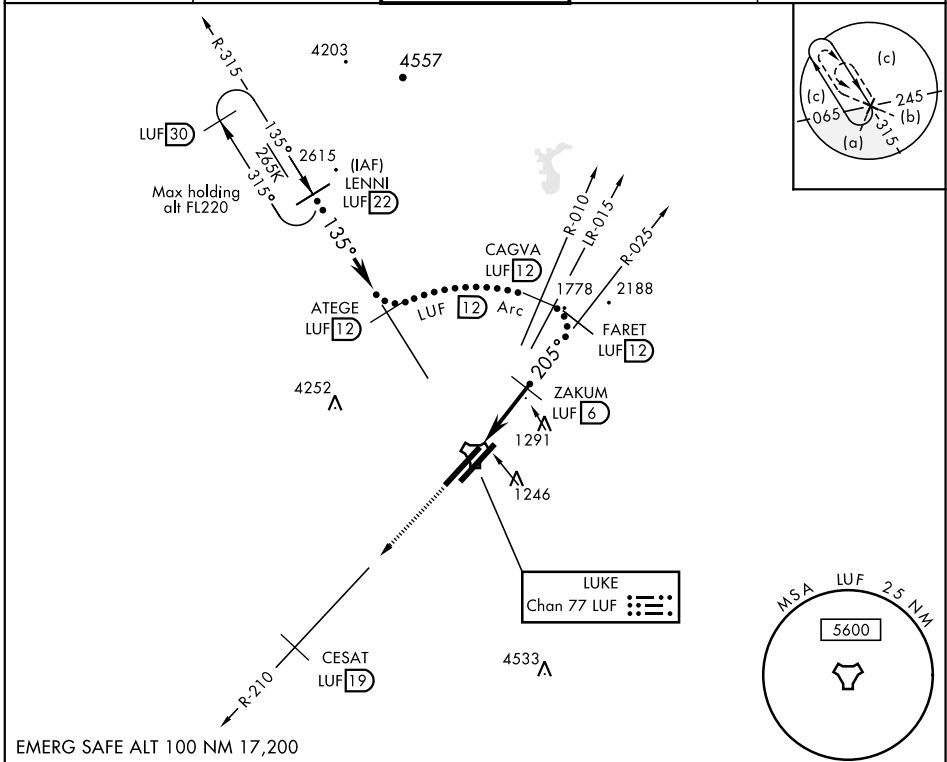 R-315
4203
4557
LUF 30
135°
265K
315°
2615
(IAF)
LENNI
LUF 22
Max holding
alt FL220
135°
(c)
(c)
245
065
(b)
(a)
315
R-010
LR-015
R-025
CAGVA
LUF 12
1778
2188
ATEGE
LUF 12
LUF 12 Arc
FARET
LUF 12
205°
4252
ZAKUM
LUF 6
1291
1246
LUKE
Chan 77 LUF
MSA LUF 25 NM
5600
CESAT
LUF 19
4533
R-210
EMERG SAFE ALT 100 NM 17,200